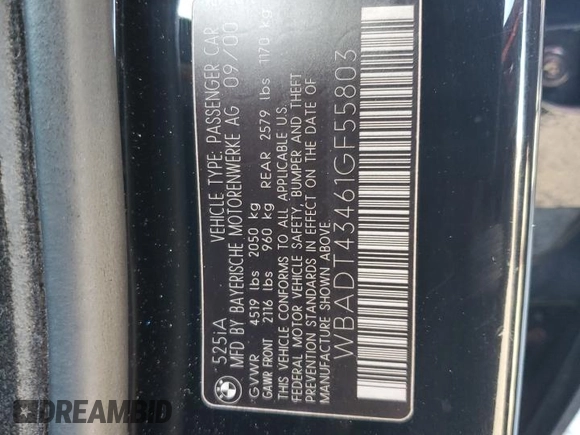 525iA VEHICLE TYPE: PASSENGER CAR
MFD BY BAYERISCHE MOTORENWERKE AG 09/00
GVWR 4519 lbs 2050 kg
GAWR FRONT 2116 lbs 960 kg REAR 2579 lbs 1170 kg
THIS VEHICLE CONFORMS TO ALL APPLICABLE U.S.
FEDERAL MOTOR VEHICLE SAFETY, BUMPER AND THEFT
PREVENTION STANDARDS IN EFFECT ON THE DATE OF
MANUFACTURE SHOWN ABOVE.
WBADT43461GF55803
DREAMBID